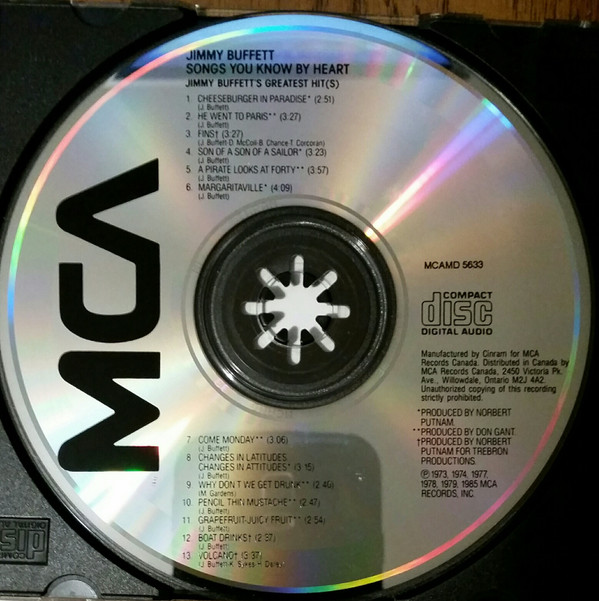 JIMMY BUFFETT
SONGS YOU KNOW BY HEART
JIMMY BUFFETT'S GREATEST HIT(S)
1. CHEESEBURGER IN PARADISE* (2:51)
(J. Buffett)
2. HE WENT TO PARIS** (3:27)
(J. Buffett)
3. FINS† (3:27)
(J. Buffett-D. McColl-B. Chance-T. Corcoran)
4. SON OF A SON OF A SAILOR* (3:23)
(J. Buffett)
5. A PIRATE LOOKS AT FORTY** (3:57)
(J. Buffett)
6. MARGARITAVILLE* (4:09)
(J. Buffett)
MCA
MCAMD 5633
COMPACT
disc
DIGITAL AUDIO
Manufactured by Cinram for MCA
Records Canada. Distributed in Canada by
MCA Records Canada, 2450 Victoria Pk.
Ave., Willowdale, Ontario M2J 4A2.
Unauthorized copying of this recording
strictly prohibited.
*PRODUCED BY NORBERT
PUTNAM.
**PRODUCED BY DON GANT.
†PRODUCED BY NORBERT
PUTNAM FOR TREBRON
PRODUCTIONS.
℗ 1973, 1974, 1977,
1978, 1979, 1985 MCA
RECORDS, INC.
7. COME MONDAY** (3:06)
(J. Buffett)
8. CHANGES IN LATITUDES,
CHANGES IN ATTITUDES* (3:15)
(J. Buffett)
9. WHY DON'T WE GET DRUNK** (2:40)
(M. Gardens)
10. PENCIL THIN MUSTACHE** (2:47)
(J. Buffett)
11. GRAPEFRUIT-JUICY FRUIT** (2:54)
(J. Buffett)
12. BOAT DRINKS† (2:37)
(J. Buffett)
13. VOLCANO† (3:37)
(J. Buffett-K. Sykes-H. Dailey)
disc